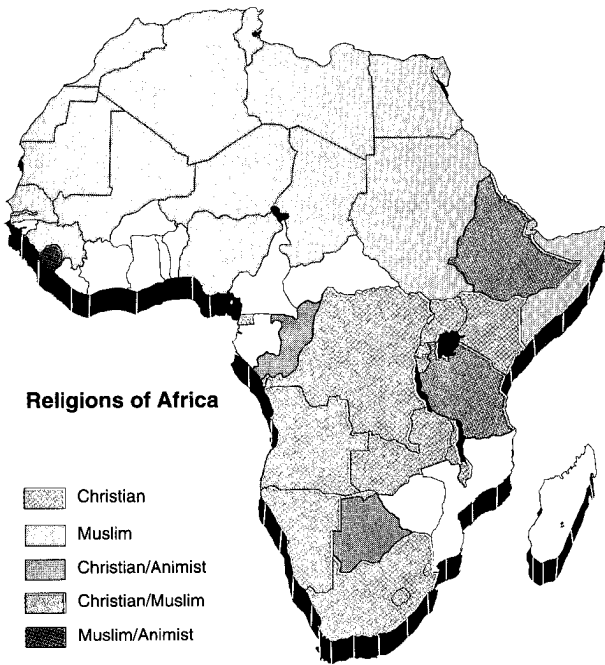 Religions of Africa
Christian
Muslim
Christian/Animist
Christian/Muslim
Muslim/Animist